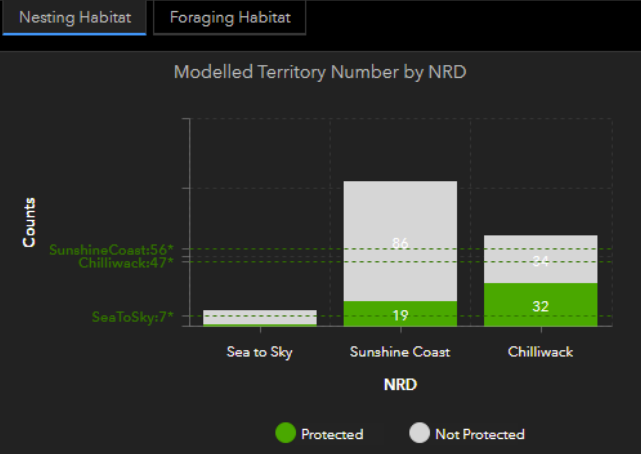 Nesting Habitat
Foraging Habitat
Modelled Territory Number by NRD
Counts
SunshineCoast:56*
Chilliwack:47*
SeaToSky:7*
86
34
19
32
Sea to Sky
Sunshine Coast
Chilliwack
NRD
Protected
Not Protected